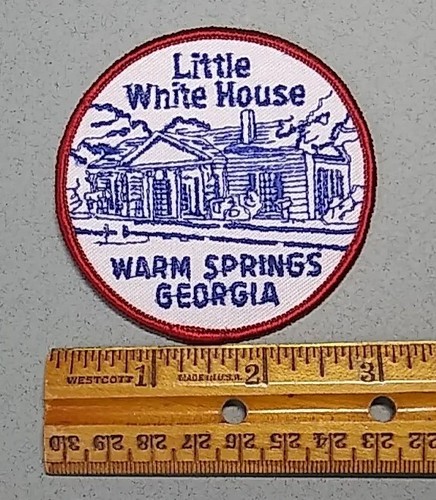 Little
White House
WARM SPRINGS
GEORGIA
1 2 3
WESTCOTT MADE IN U.S.A.
30 29 28 27 26 25 24 23 22